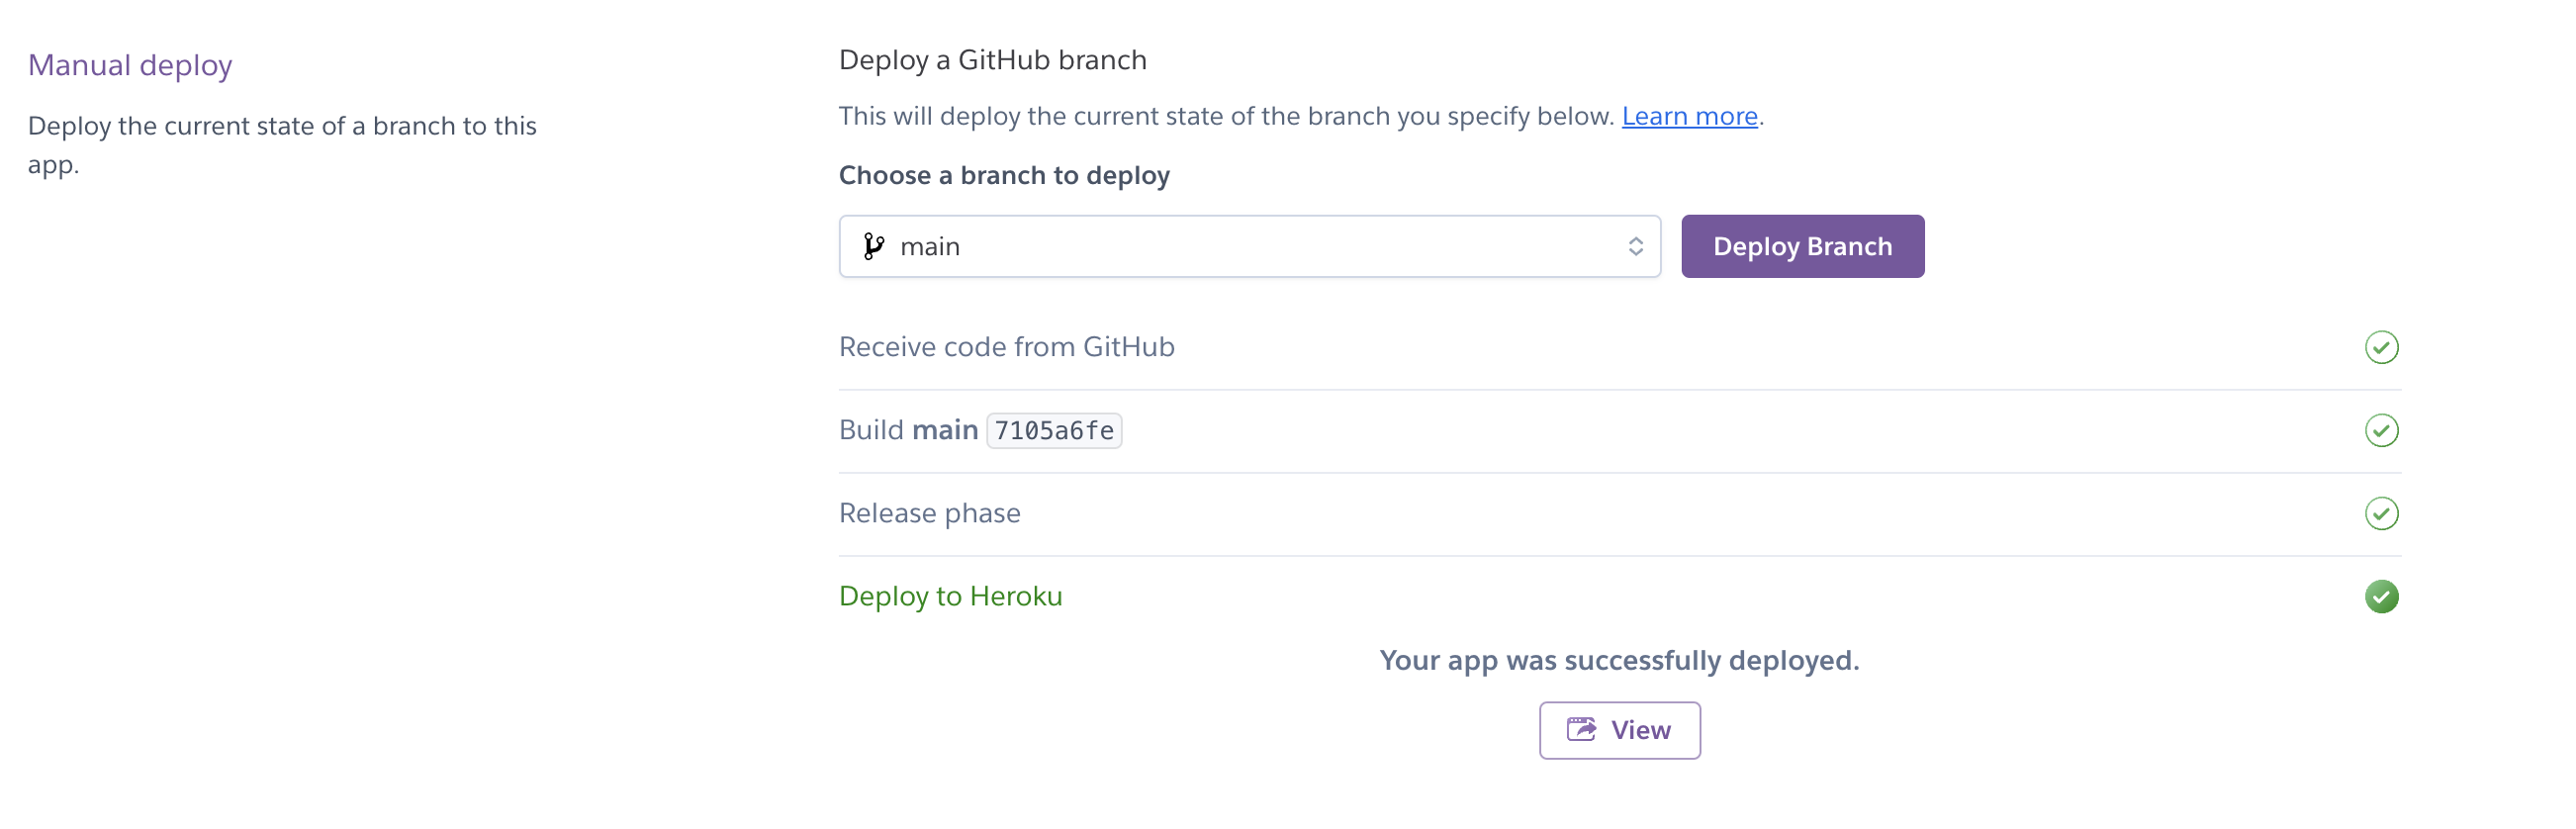 Manual deploy
Deploy the current state of a branch to this
app.
Deploy a GitHub branch
This will deploy the current state of the branch you specify below. Learn more.
Choose a branch to deploy
main
Deploy Branch
Receive code from GitHub
Build main 7105a6fe
Release phase
Deploy to Heroku
Your app was successfully deployed.
View